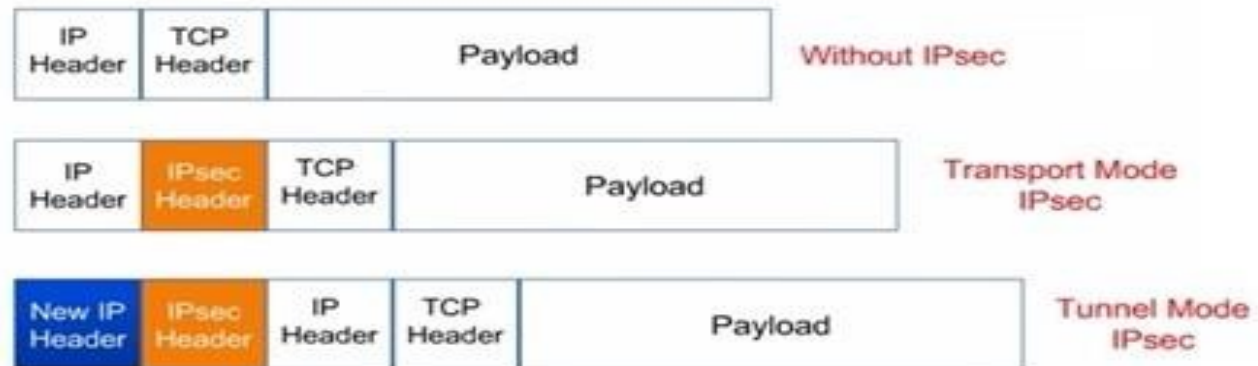 IP
Header
TCP
Header
Payload
Without IPsec
IP
Header
IPsec
Header
TCP
Header
Payload
Transport Mode
IPsec
New IP
Header
IPsec
Header
IP
Header
TCP
Header
Payload
Tunnel Mode
IPsec